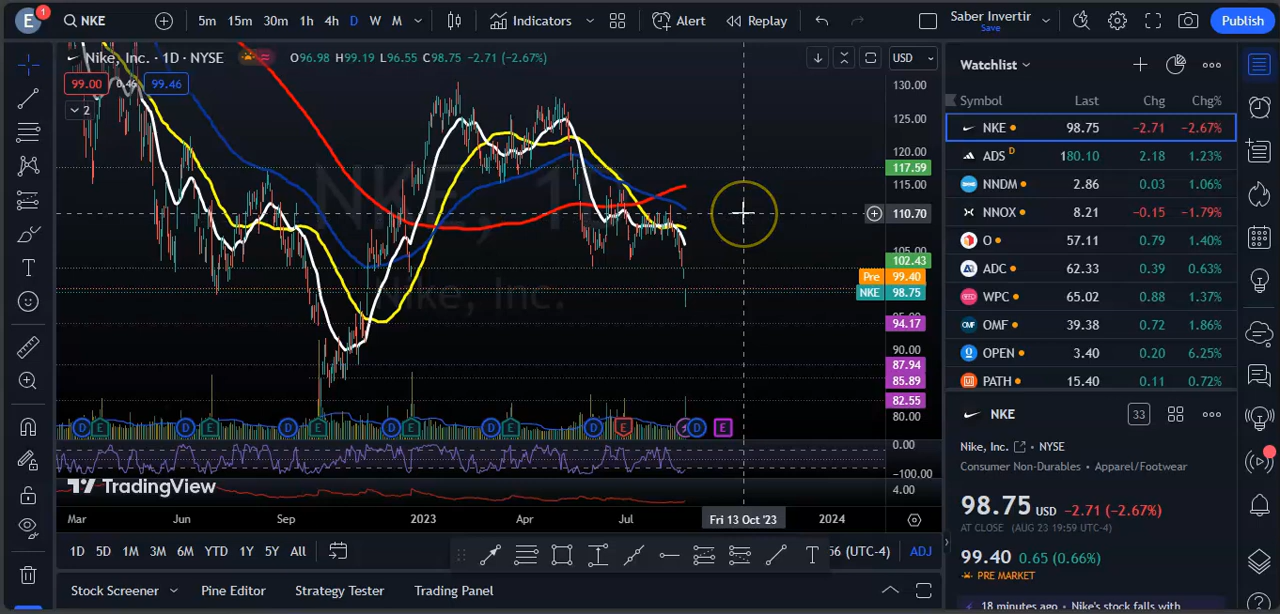 E 1 NKE 5m 15m 30m 1h 4h D W M Indicators Alert Replay Saber Invertir Save Publish
Nike, Inc. · 1D · NYSE O96.98 H99.19 L96.55 C98.75 −2.71 (−2.67%)
USD
99.00 0.46 99.46
2
130.00
125.00
120.00
117.59
115.00
110.70
105.00
102.43
Pre 99.40
NKE 98.75
95.00
94.17
90.00
87.94
85.89
82.55
80.00
NKE, 1
Nike, Inc.
D E D E D E D E D E D E D E
0.00
−100.00
4.00
TradingView
Mar Jun Sep 2023 Apr Jul Fri 13 Oct '23 2024
1D 5D 1M 3M 6M YTD 1Y 5Y All T 56 (UTC-4) ADJ
Stock Screener Pine Editor Strategy Tester Trading Panel
Watchlist
Symbol Last Chg Chg%
NKE 98.75 −2.71 −2.67%
ADS D 180.10 2.18 1.23%
NNDM 2.86 0.03 1.06%
NNOX 8.21 −0.15 −1.79%
O 57.11 0.79 1.40%
ADC 62.33 0.39 0.63%
WPC 65.02 0.88 1.37%
OMF 39.38 0.72 1.86%
OPEN 3.40 0.20 6.25%
PATH 15.40 0.11 0.72%
NKE 33
Nike, Inc. · NYSE
Consumer Non-Durables · Apparel/Footwear
98.75 USD −2.71 (−2.67%)
AT CLOSE (AUG 23 19:59 UTC-4)
99.40 0.65 (0.66%)
PRE MARKET
18 minutes ago · Nike's stock falls with